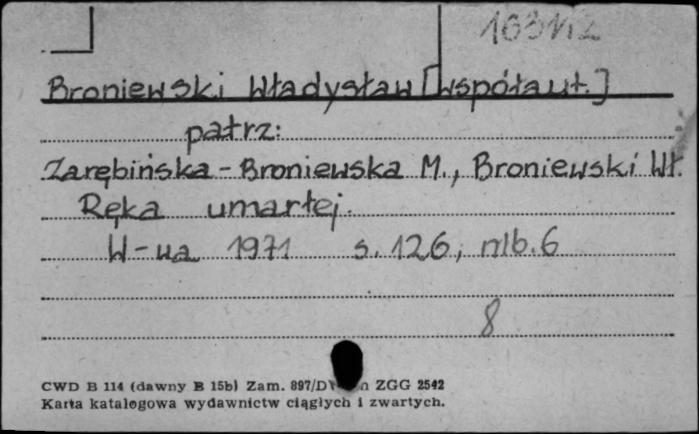 Broniewski Władysław [współaut.]
patrz:
Zarębińska-Broniewska M., Broniewski Wł.
Ręka umarłej.
W-wa 1971 s. 126, nlb. 6
8
CWD B 114 (dawny B 15b) Zam. 897/D ZGG 2542
Karta katalogowa wydawnictw ciągłych i zwartych.